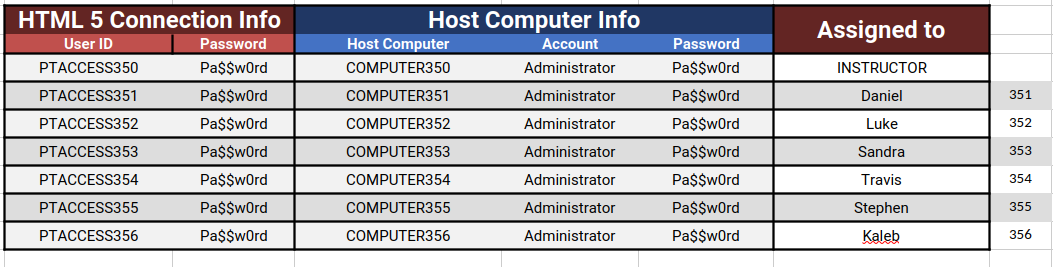 HTML 5 Connection Info Host Computer Info Assigned to
User ID Password Host Computer Account Password
PTACCESS350 Pa$$w0rd COMPUTER350 Administrator Pa$$w0rd INSTRUCTOR
PTACCESS351 Pa$$w0rd COMPUTER351 Administrator Pa$$w0rd Daniel 351
PTACCESS352 Pa$$w0rd COMPUTER352 Administrator Pa$$w0rd Luke 352
PTACCESS353 Pa$$w0rd COMPUTER353 Administrator Pa$$w0rd Sandra 353
PTACCESS354 Pa$$w0rd COMPUTER354 Administrator Pa$$w0rd Travis 354
PTACCESS355 Pa$$w0rd COMPUTER355 Administrator Pa$$w0rd Stephen 355
PTACCESS356 Pa$$w0rd COMPUTER356 Administrator Pa$$w0rd Kaleb 356